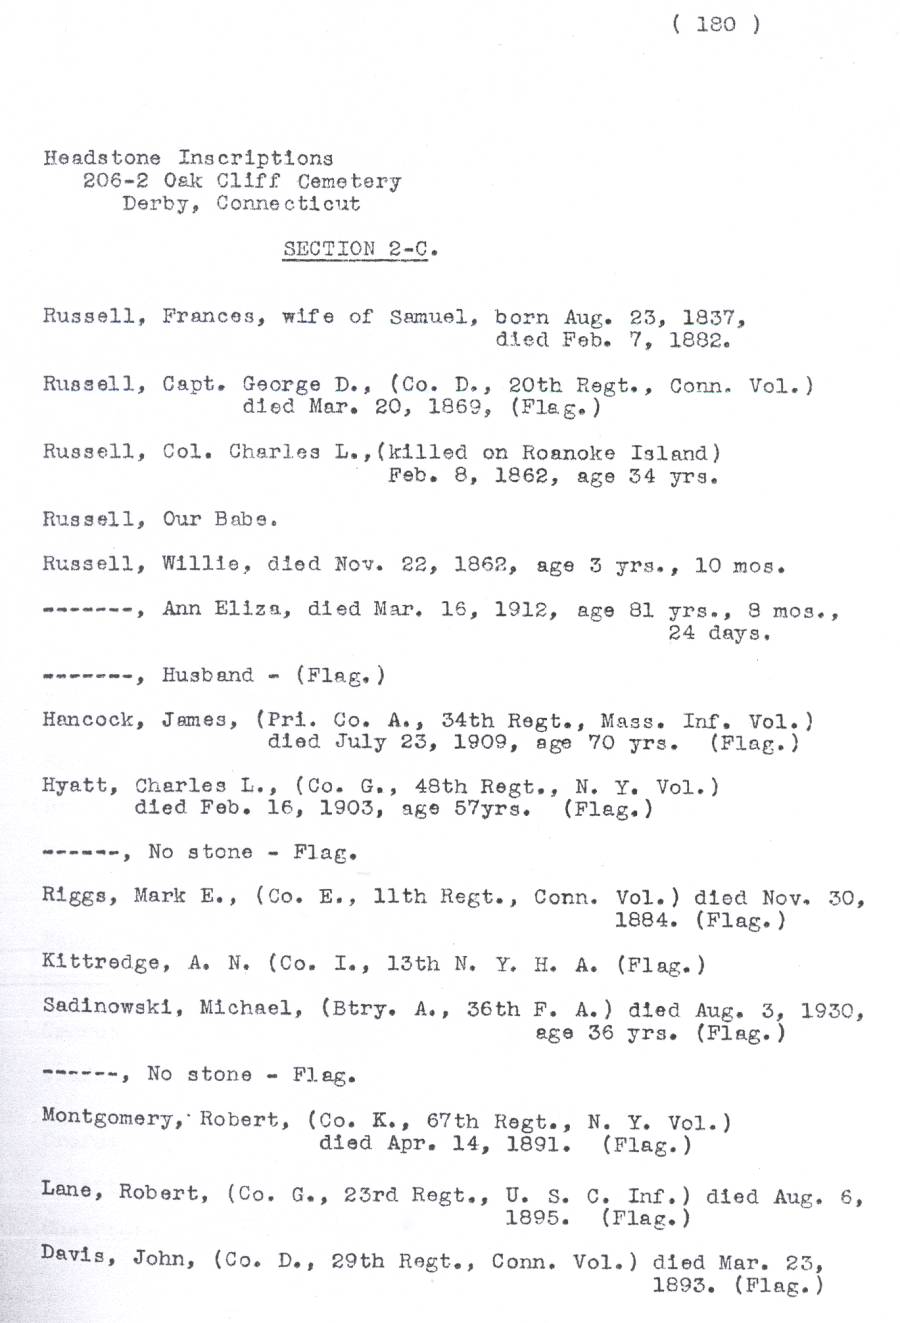 ( 180 )
Headstone Inscriptions
206-2 Oak Cliff Cemetery
Derby, Connecticut
SECTION 2-C.
Russell, Frances, wife of Samuel, born Aug. 23, 1837,
died Feb. 7, 1882.
Russell, Capt. George D., (Co. D., 20th Regt., Conn. Vol.)
died Mar. 20, 1869, (Flag.)
Russell, Col. Charles L.,(killed on Roanoke Island)
Feb. 8, 1862, age 34 yrs.
Russell, Our Babe.
Russell, Willie, died Nov. 22, 1862, age 3 yrs., 10 mos.
-------, Ann Eliza, died Mar. 16, 1912, age 81 yrs., 8 mos.,
24 days.
-------, Husband - (Flag.)
Hancock, James, (Pri. Co. A., 34th Regt., Mass. Inf. Vol.)
died July 23, 1909, age 70 yrs. (Flag.)
Hyatt, Charles L., (Co. G., 48th Regt., N. Y. Vol.)
died Feb. 16, 1903, age 57yrs. (Flag.)
------, No stone - Flag.
Riggs, Mark E., (Co. E., 11th Regt., Conn. Vol.) died Nov. 30,
1884. (Flag.)
Kittredge, A. N. (Co. I., 13th N. Y. H. A. (Flag.)
Sadinowski, Michael, (Btry. A., 36th F. A.) died Aug. 3, 1930,
age 36 yrs. (Flag.)
------, No stone - Flag.
Montgomery, Robert, (Co. K., 67th Regt., N. Y. Vol.)
died Apr. 14, 1891. (Flag.)
Lane, Robert, (Co. G., 23rd Regt., U. S. C. Inf.) died Aug. 6,
1895. (Flag.)
Davis, John, (Co. D., 29th Regt., Conn. Vol.) died Mar. 23,
1893. (Flag.)